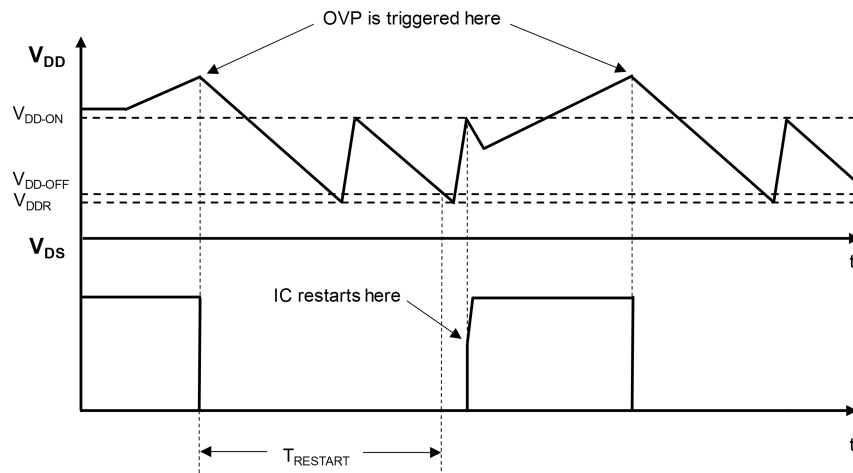 OVP is triggered here
VDD
VDD-ON
VDD-OFF
VDDR
t
VDS
IC restarts here
t
TRESTART